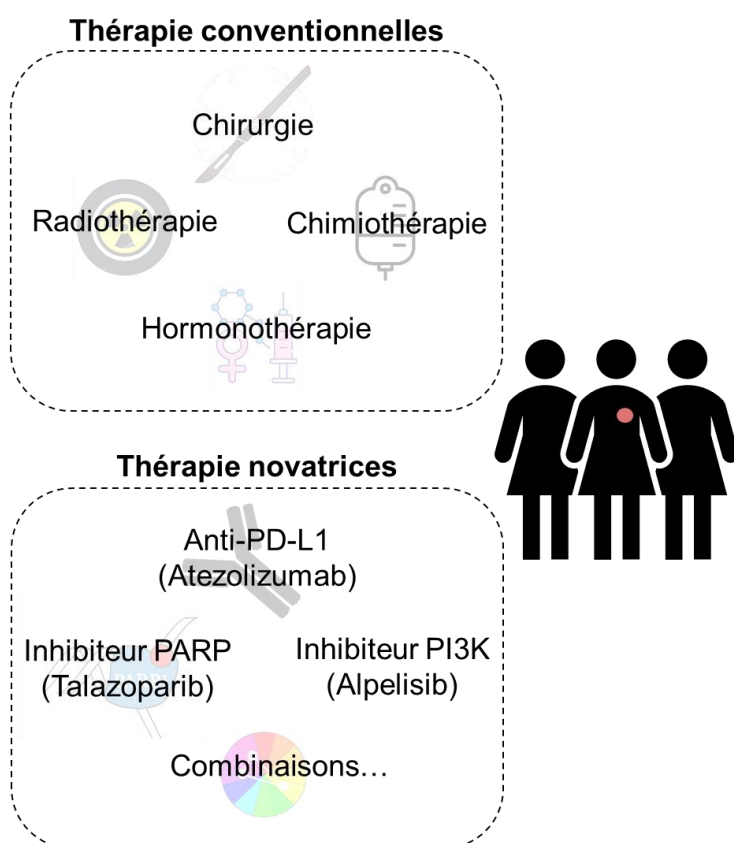 Thérapie conventionnelles
Chirurgie
Radiothérapie
Chimiothérapie
Hormonothérapie
Thérapie novatrices
Anti-PD-L1
(Atezolizumab)
Inhibiteur PARP
(Talazoparib)
Inhibiteur PI3K
(Alpelisib)
Combinaisons…